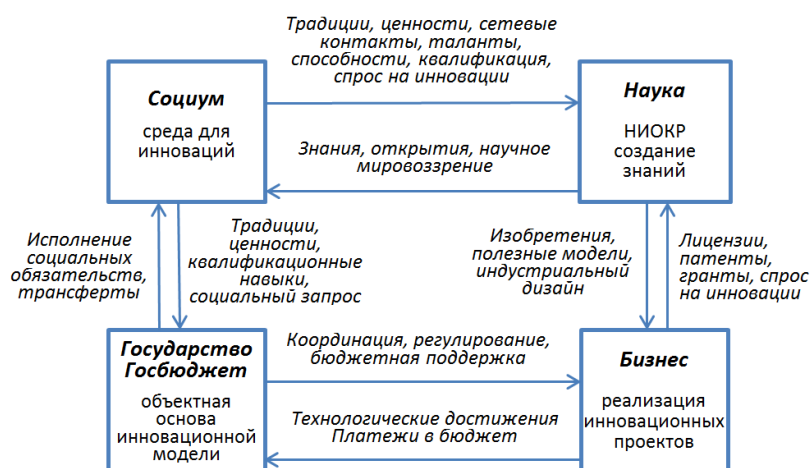 Традиции, ценности, сетевые
контакты, таланты,
способности, квалификация,
спрос на инновации
Социум
среда для
инноваций
Наука
НИОКР
создание
знаний
Знания, открытия, научное
мировоззрение
Исполнение
социальных
обязательств,
трансферты
Традиции,
ценности,
квалификационные
навыки,
социальный запрос
Изобретения,
полезные модели,
индустриальный
дизайн
Лицензии,
патенты,
гранты, спрос
на инновации
Государство
Госбюджет
объектная
основа
инновационной
модели
Координация, регулирование,
бюджетная поддержка
Технологические достижения
Платежи в бюджет
Бизнес
реализация
инновационных
проектов